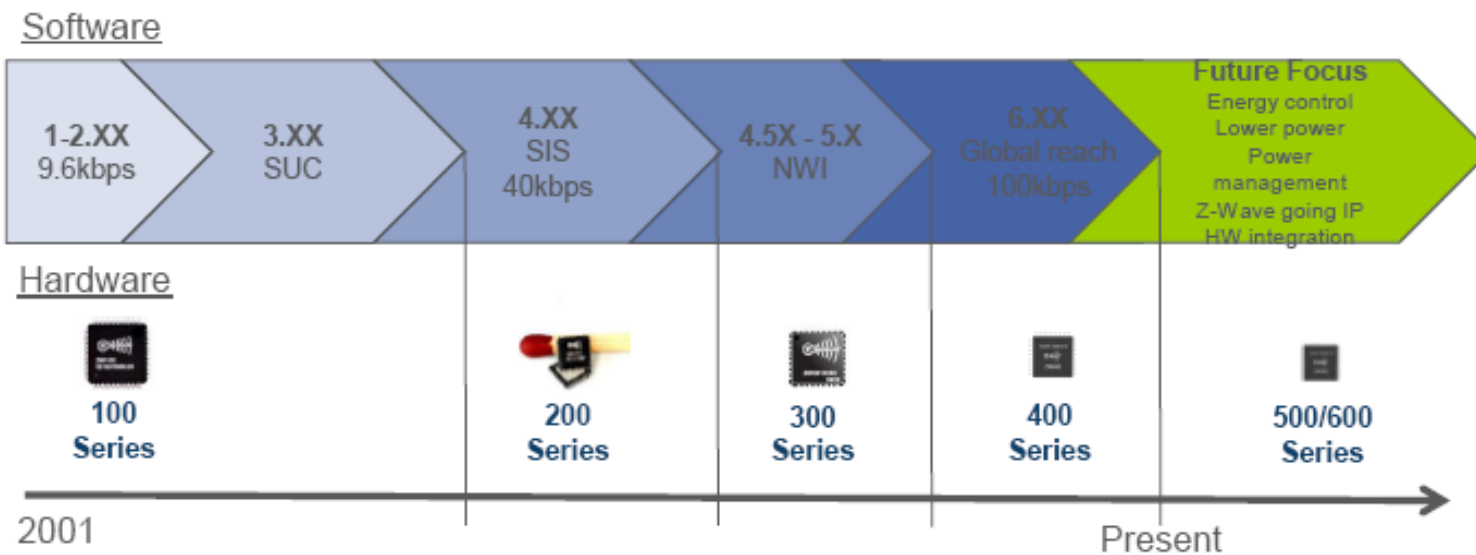 Software
1-2.XX
9.6kbps
3.XX
SUC
4.XX
SIS
40kbps
4.5X - 5.X
NWI
6.XX
Global reach
100kbps
Future Focus
Energy control
Lower power
Power
management
Z-Wave going IP
HW integration
Hardware
100
Series
200
Series
300
Series
400
Series
500/600
Series
2001
Present